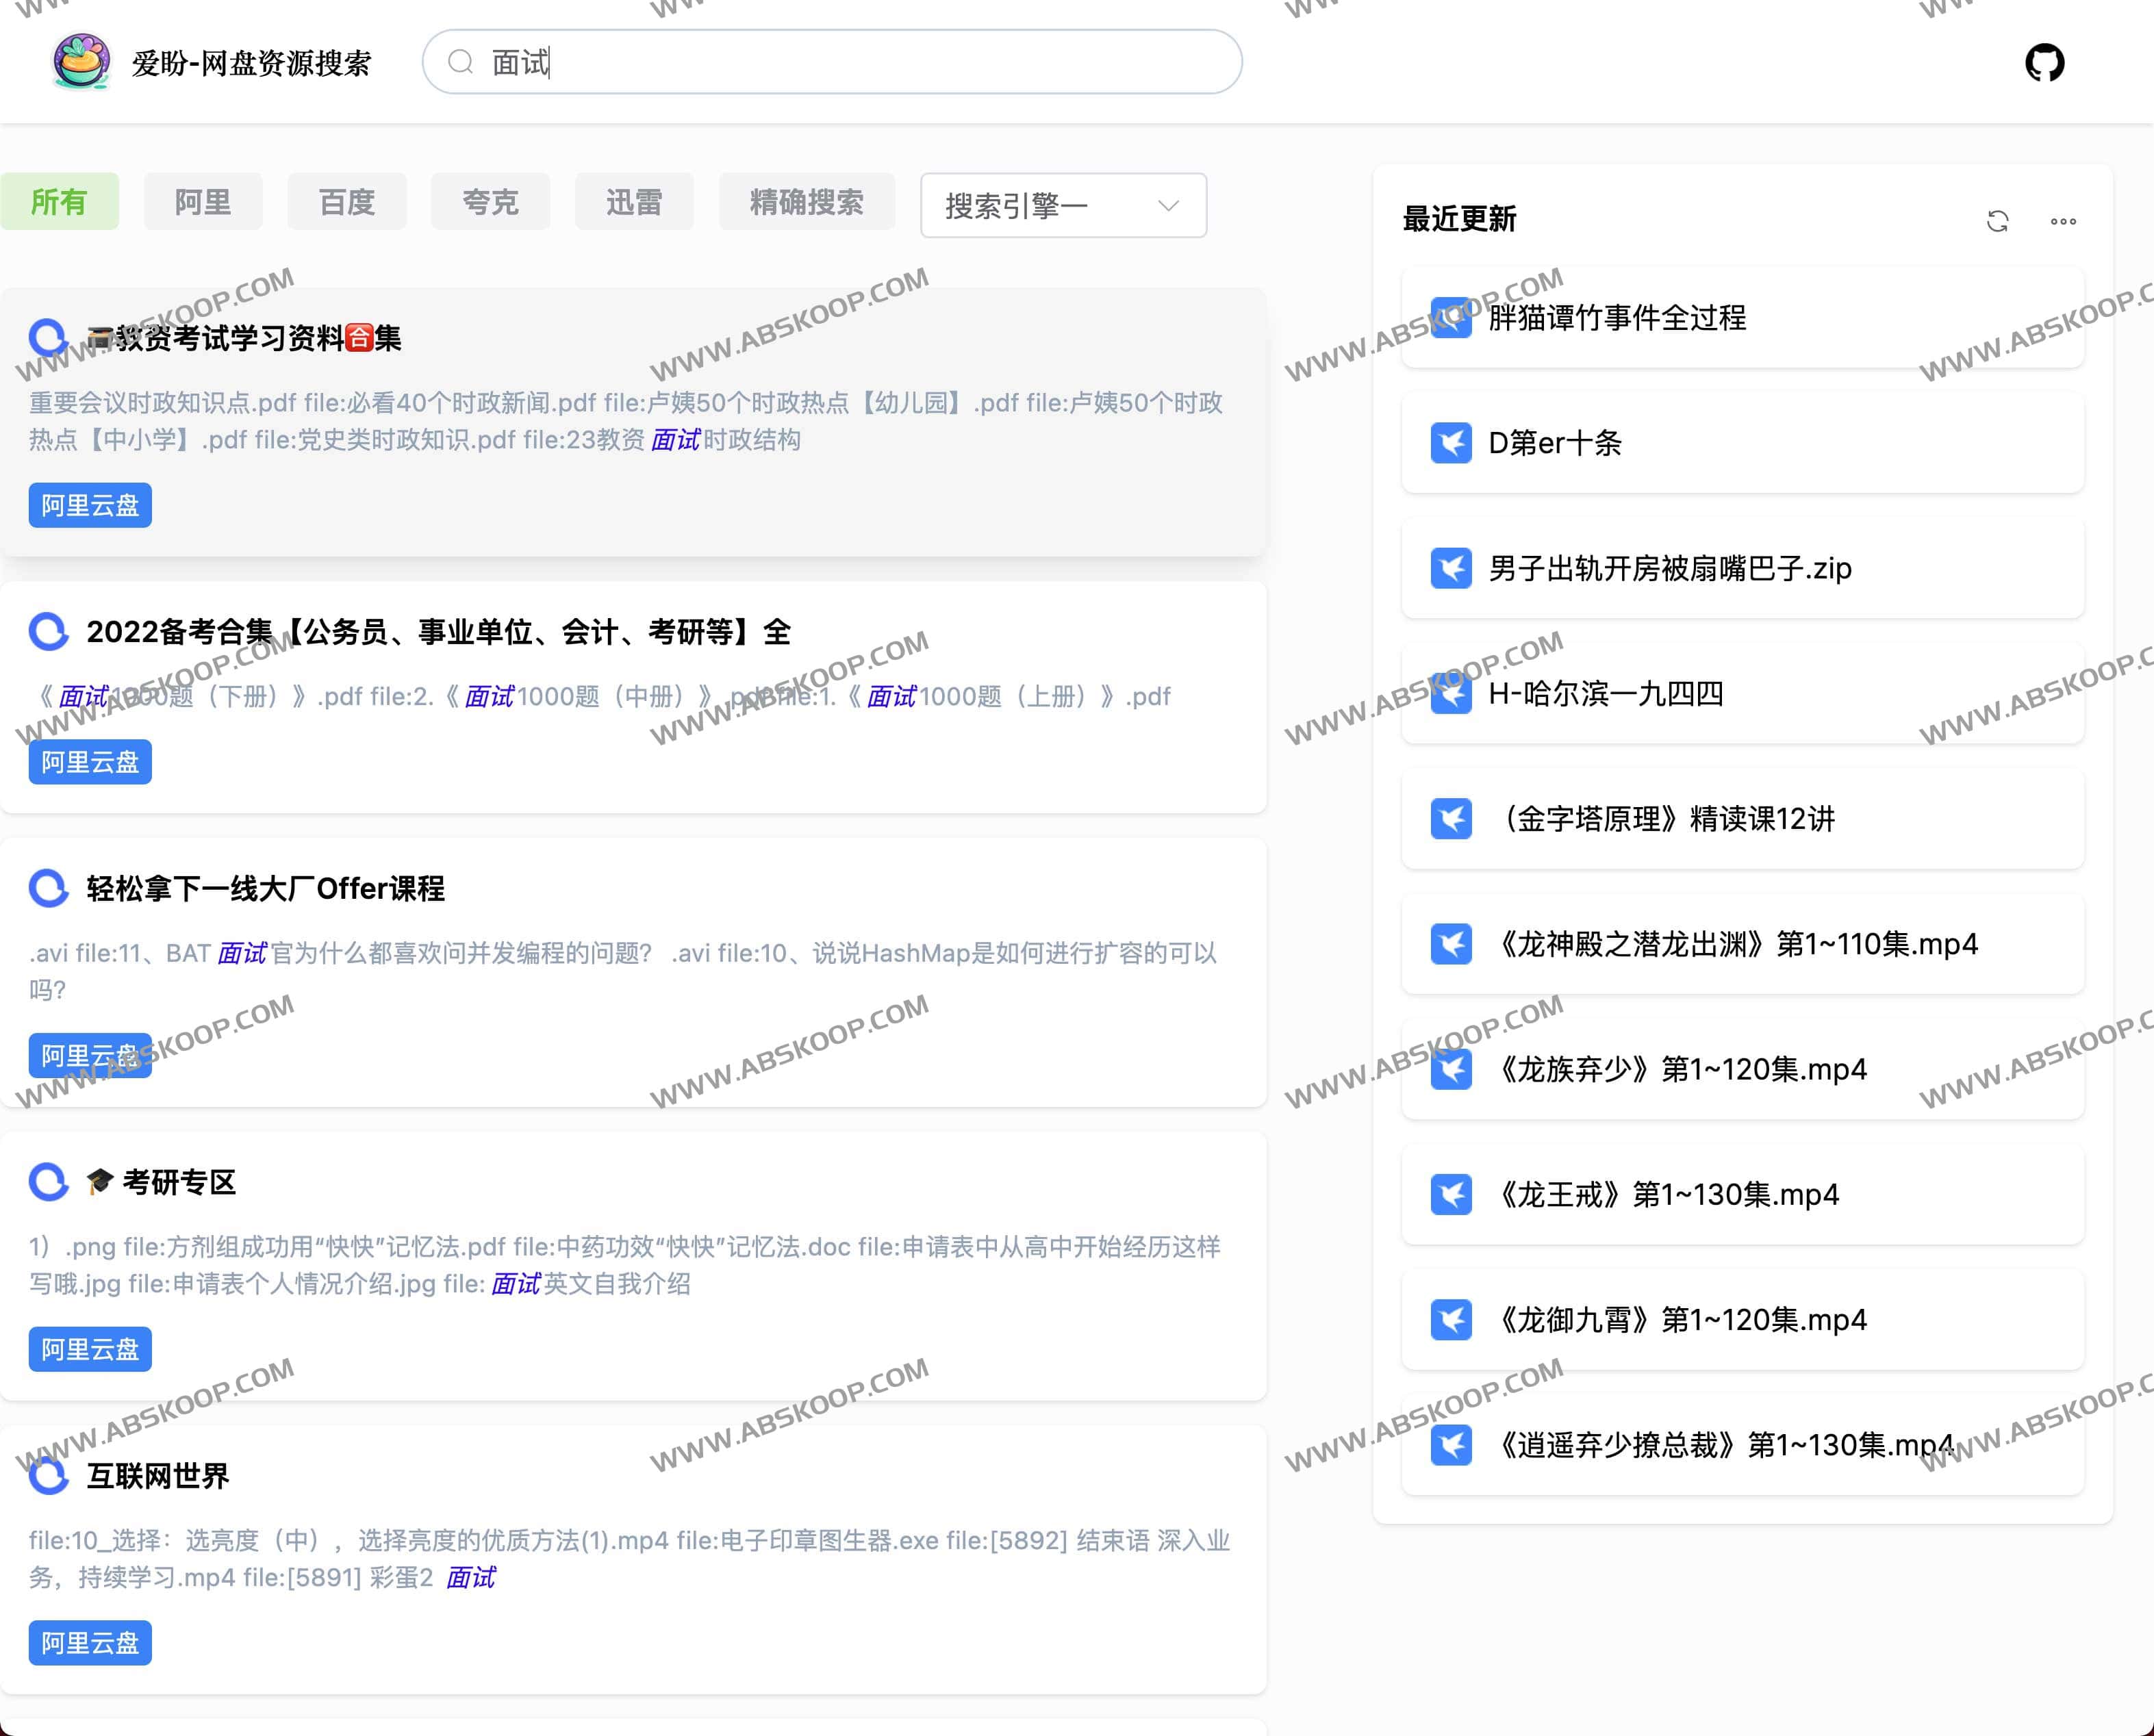 爱盼-网盘资源搜索
面试
所有
阿里
百度
夸克
迅雷
精确搜索
搜索引擎一
🎓教资考试学习资料🈴集
重要会议时政知识点.pdf file:必看40个时政新闻.pdf file:卢姨50个时政热点【幼儿园】.pdf file:卢姨50个时政
热点【中小学】.pdf file:党史类时政知识.pdf file:23教资 面试 时政结构
阿里云盘
2022备考合集【公务员、事业单位、会计、考研等】全
《 面试 1000题（下册）》.pdf file:2.《 面试 1000题（中册）》.pdf file:1.《 面试 1000题（上册）》.pdf
阿里云盘
轻松拿下一线大厂Offer课程
.avi file:11、BAT 面试 官为什么都喜欢问并发编程的问题？ .avi file:10、说说HashMap是如何进行扩容的可以
吗?
阿里云盘
🎓 考研专区
1）.png file:方剂组成功用“快快”记忆法.pdf file:中药功效“快快”记忆法.doc file:申请表中从高中开始经历这样
写哦.jpg file:申请表个人情况介绍.jpg file: 面试 英文自我介绍
阿里云盘
互联网世界
file:10_选择：选亮度（中），选择亮度的优质方法(1).mp4 file:电子印章图生器.exe file:[5892] 结束语 深入业
务，持续学习.mp4 file:[5891] 彩蛋2 面试
阿里云盘
最近更新
胖猫谭竹事件全过程
D第er十条
男子出轨开房被扇嘴巴子.zip
H-哈尔滨一九四四
（金字塔原理》精读课12讲
《龙神殿之潜龙出渊》第1~110集.mp4
《龙族弃少》第1~120集.mp4
《龙王戒》第1~130集.mp4
《龙御九霄》第1~120集.mp4
《逍遥弃少撩总裁》第1~130集.mp4
WWW.ABSKOOP.COM